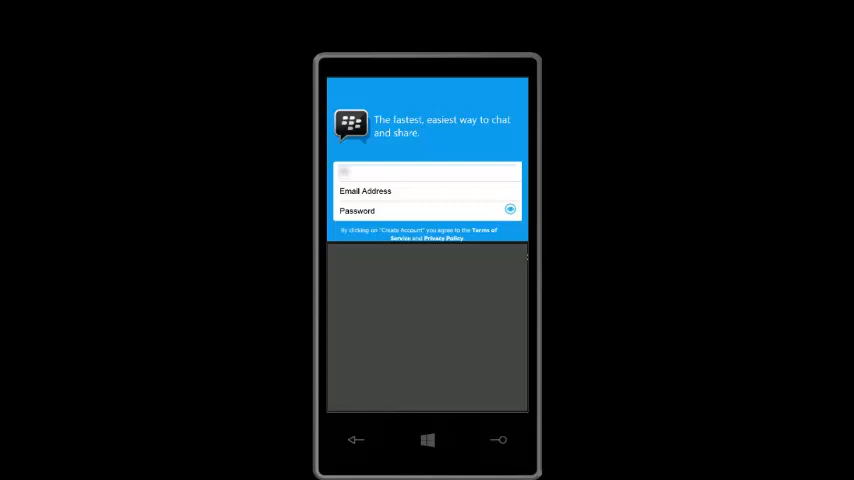 The fastest, easiest way to chat
and share.
Email Address
Password
By clicking on "Create Account" you agree to the Terms of
Service and Privacy Policy.